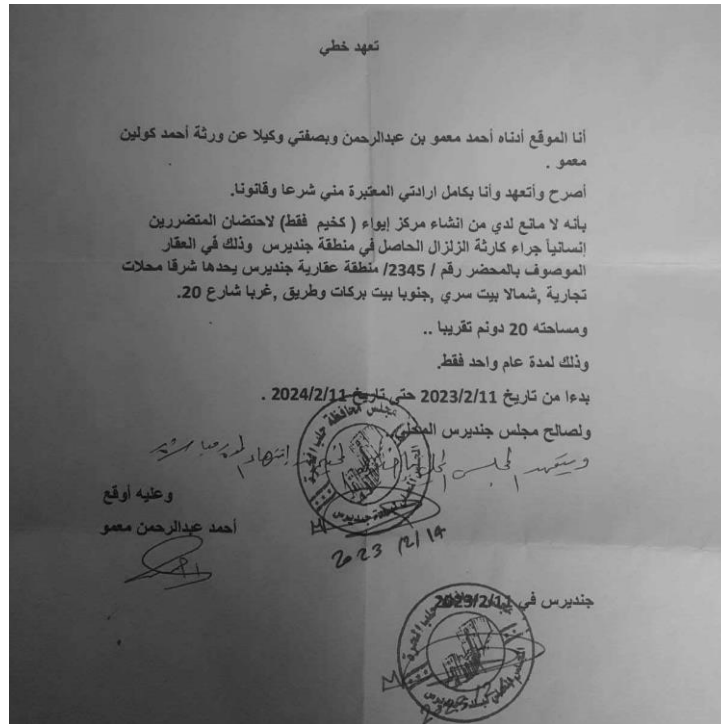 تعهد خطي
أنا الموقع أدناه أحمد معمو بن عبدالرحمن وبصفتي وكيلا عن ورثة أحمد كولين
معمو .
أصرح وأتعهد وأنا بكامل ارادتي المعتبرة مني شرعا وقانونا.
بأنه لا مانع لدي من انشاء مركز إيواء ( كخيم فقط) لاحتضان المتضررين
إنسانياً جراء كارثة الزلزال الحاصل في منطقة جنديرس وذلك في العقار
الموصوف بالمحضر رقم / 2345/ منطقة عقارية جنديرس يحدها شرقا محلات
تجارية ,شمالا بيت سري ,جنوبا بيت بركات وطريق ,غربا شارع 20.
ومساحته 20 دونم تقريبا ..
وذلك لمدة عام واحد فقط.
بدءا من تاريخ 2023/2/11 حتى تاريخ 2024/2/11 .
ولصالح مجلس جنديرس المحلي
ويتعهد المجلس
وعليه أوقع
أحمد عبدالرحمن معمو
2023/2/14
جنديرس في 2023/2/11